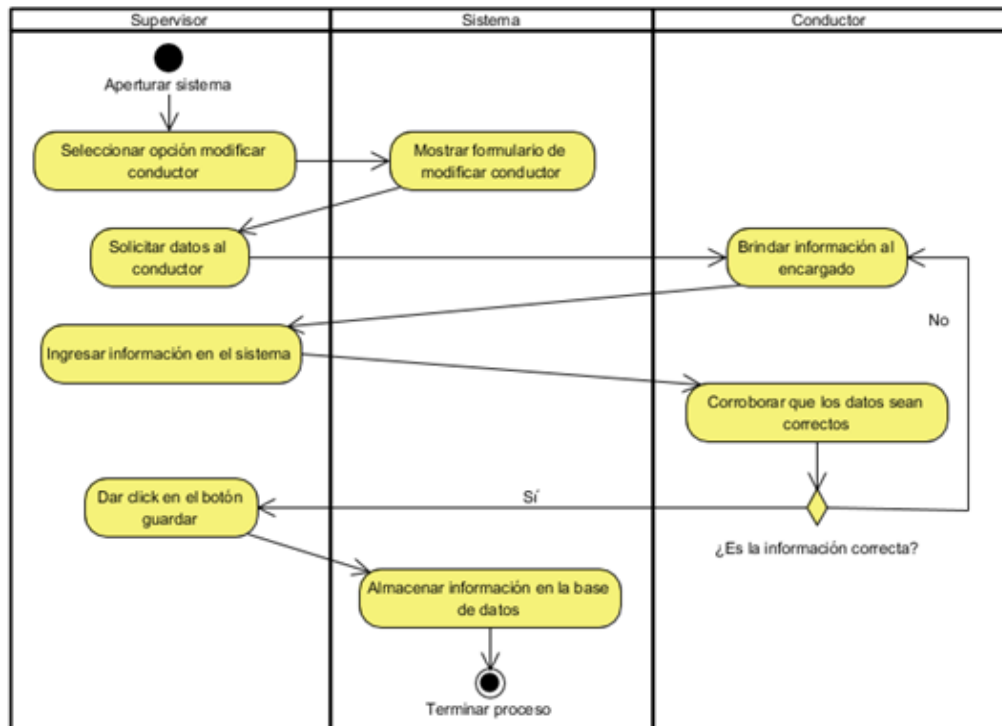 Supervisor
Sistema
Conductor
Aperturar sistema
Seleccionar opción modificar
conductor
Mostrar formulario de
modificar conductor
Solicitar datos al
conductor
Brindar información al
encargado
No
Ingresar información en el sistema
Corroborar que los datos sean
correctos
Dar click en el botón
guardar
Sí
¿Es la información correcta?
Almacenar información en la base
de datos
Terminar proceso